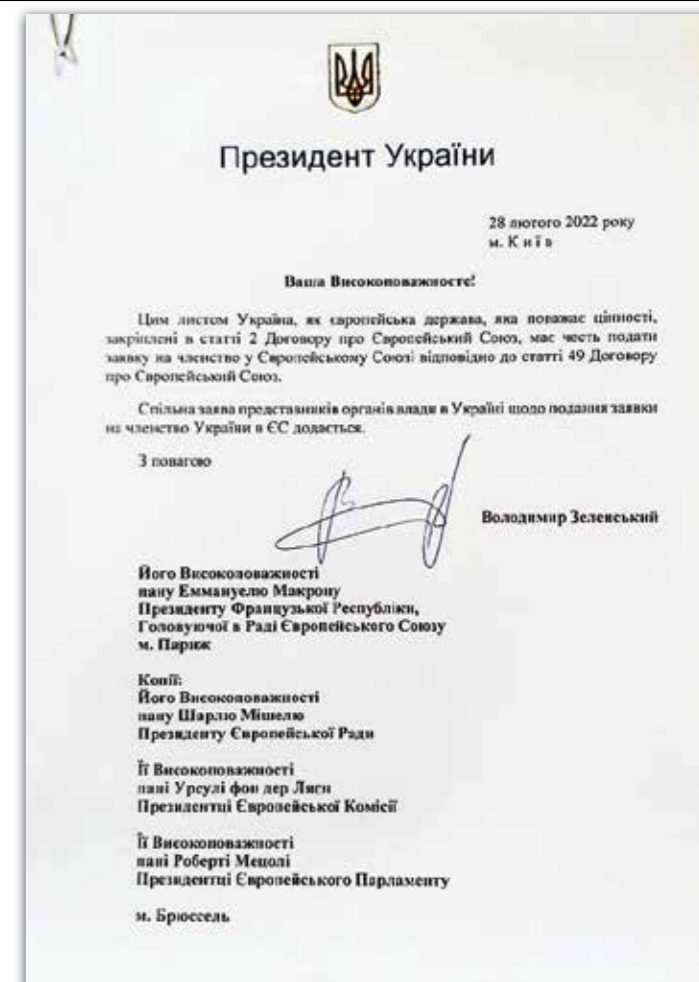 Президент України
28 лютого 2022 року
м. К и ї в
Ваша Високоповажносте!
Цим листом Україна, як європейська держава, яка поважає цінності,
закріплені в статті 2 Договору про Європейський Союз, має честь подати
заявку на членство у Європейському Союзі відповідно до статті 49 Договору
про Європейський Союз.
Спільна заява представників органів влади в Україні щодо подання заявки
на членство України в ЄС додається.
З повагою
Володимир Зеленський
Його Високоповажності
пану Еммануелю Макрону
Президенту Французької Республіки,
Головуючої в Раді Європейського Союзу
м. Париж
Копії:
Його Високоповажності
пану Шарлю Мішелю
Президенту Європейської Ради
Її Високоповажності
пані Урсулі фон дер Ляєн
Президентці Європейської Комісії
Її Високоповажності
пані Роберті Мецолі
Президентці Європейського Парламенту
м. Брюссель